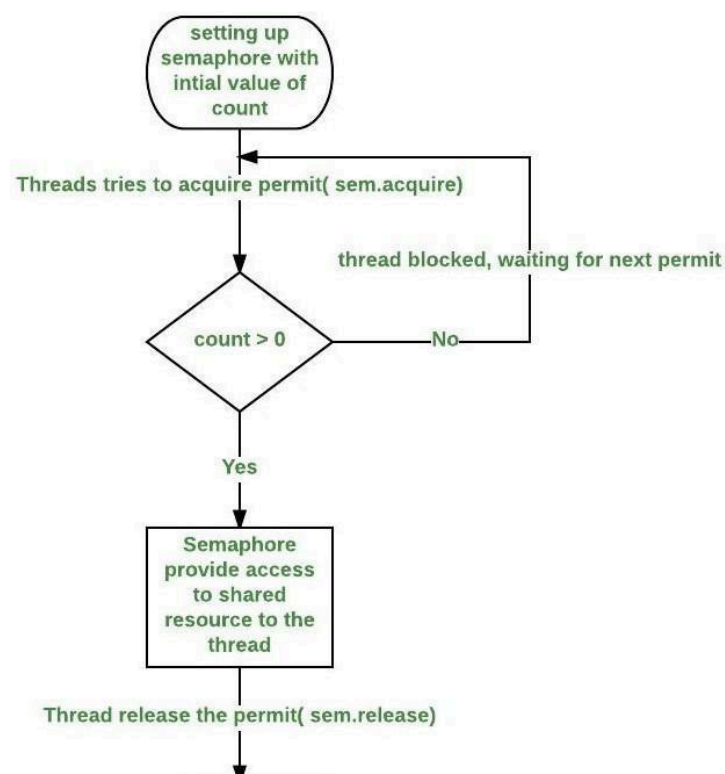 setting up
semaphore with
intial value of
count
Threads tries to acquire permit( sem.acquire)
thread blocked, waiting for next permit
count > 0
No
Yes
Semaphore
provide access
to shared
resource to the
thread
Thread release the permit( sem.release)